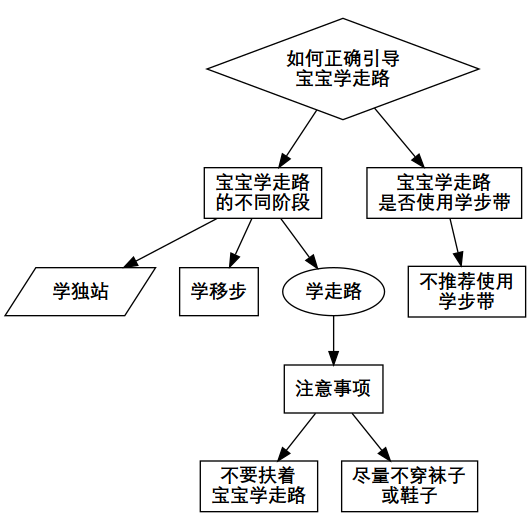 如何正确引导
宝宝学走路
宝宝学走路
的不同阶段
宝宝学走路
是否使用学步带
学独站
学移步
学走路
不推荐使用
学步带
注意事项
不要扶着
宝宝学走路
尽量不穿袜子
或鞋子